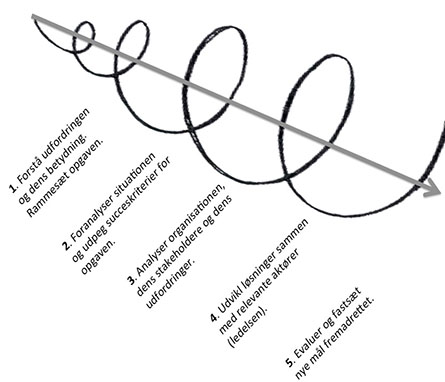 1. Forstå udfordringen
og dens betydning.
Rammesæt opgaven.
2. Foranalyser situationen
og udpeg succeskriterier for
opgaven.
3. Analyser organisationen,
dens stakeholdere og dens
udfordringer.
4. Udvikl løsninger sammen
med relevante aktører
(ledelsen).
5. Evaluer og fastsæt
nye mål fremadrettet.